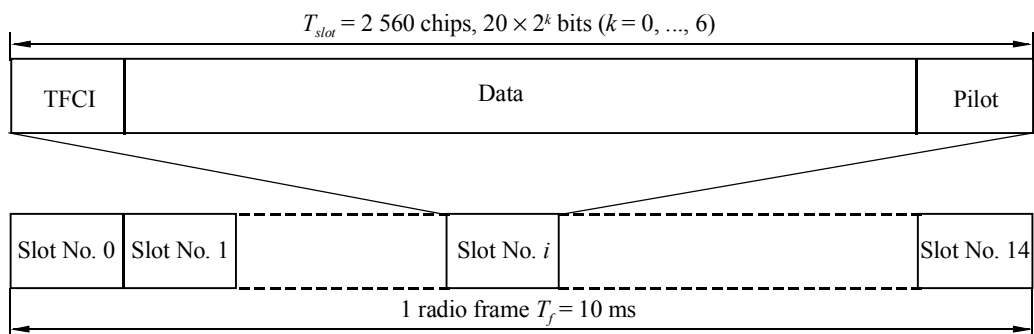 T_slot = 2 560 chips, 20 × 2^k bits (k = 0, ..., 6)
TFCI Data Pilot
Slot No. 0 Slot No. 1 Slot No. i Slot No. 14
1 radio frame T_f = 10 ms